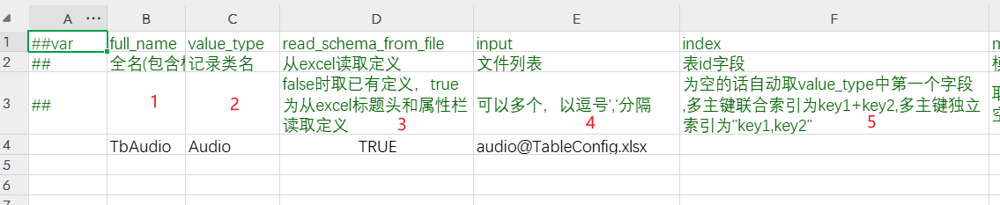 A ··· B C D E F
1 ##var full_name value_type read_schema_from_file input index
2 ## 全名(包含 记录类名 从excel读取定义 文件列表 表id字段
3 ## 1 2 false时取已有定义，true为从excel标题头和属性栏读取定义 3 可以多个，以逗号','分隔 4 为空的话自动取value_type中第一个字段,多主键联合索引为key1+key2,多主键独立索引为"key1,key2" 5
4 TbAudio Audio TRUE audio@TableConfig.xlsx
5
6